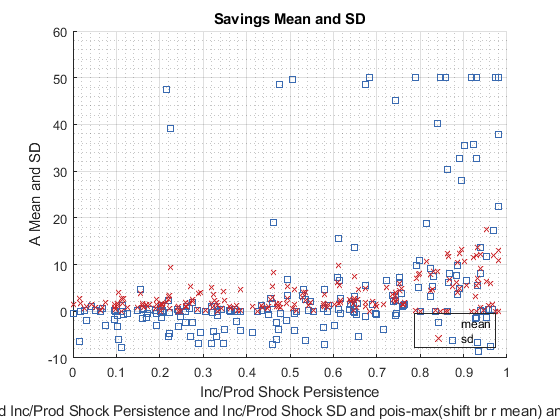 Savings Mean and SD
60
50
40
30
20
10
0
-10
A Mean and SD
mean
sd
0 0.1 0.2 0.3 0.4 0.5 0.6 0.7 0.8 0.9 1
Inc/Prod Shock Persistence
d Inc/Prod Shock Persistence and Inc/Prod Shock SD and pois-max(shift br r mean) an